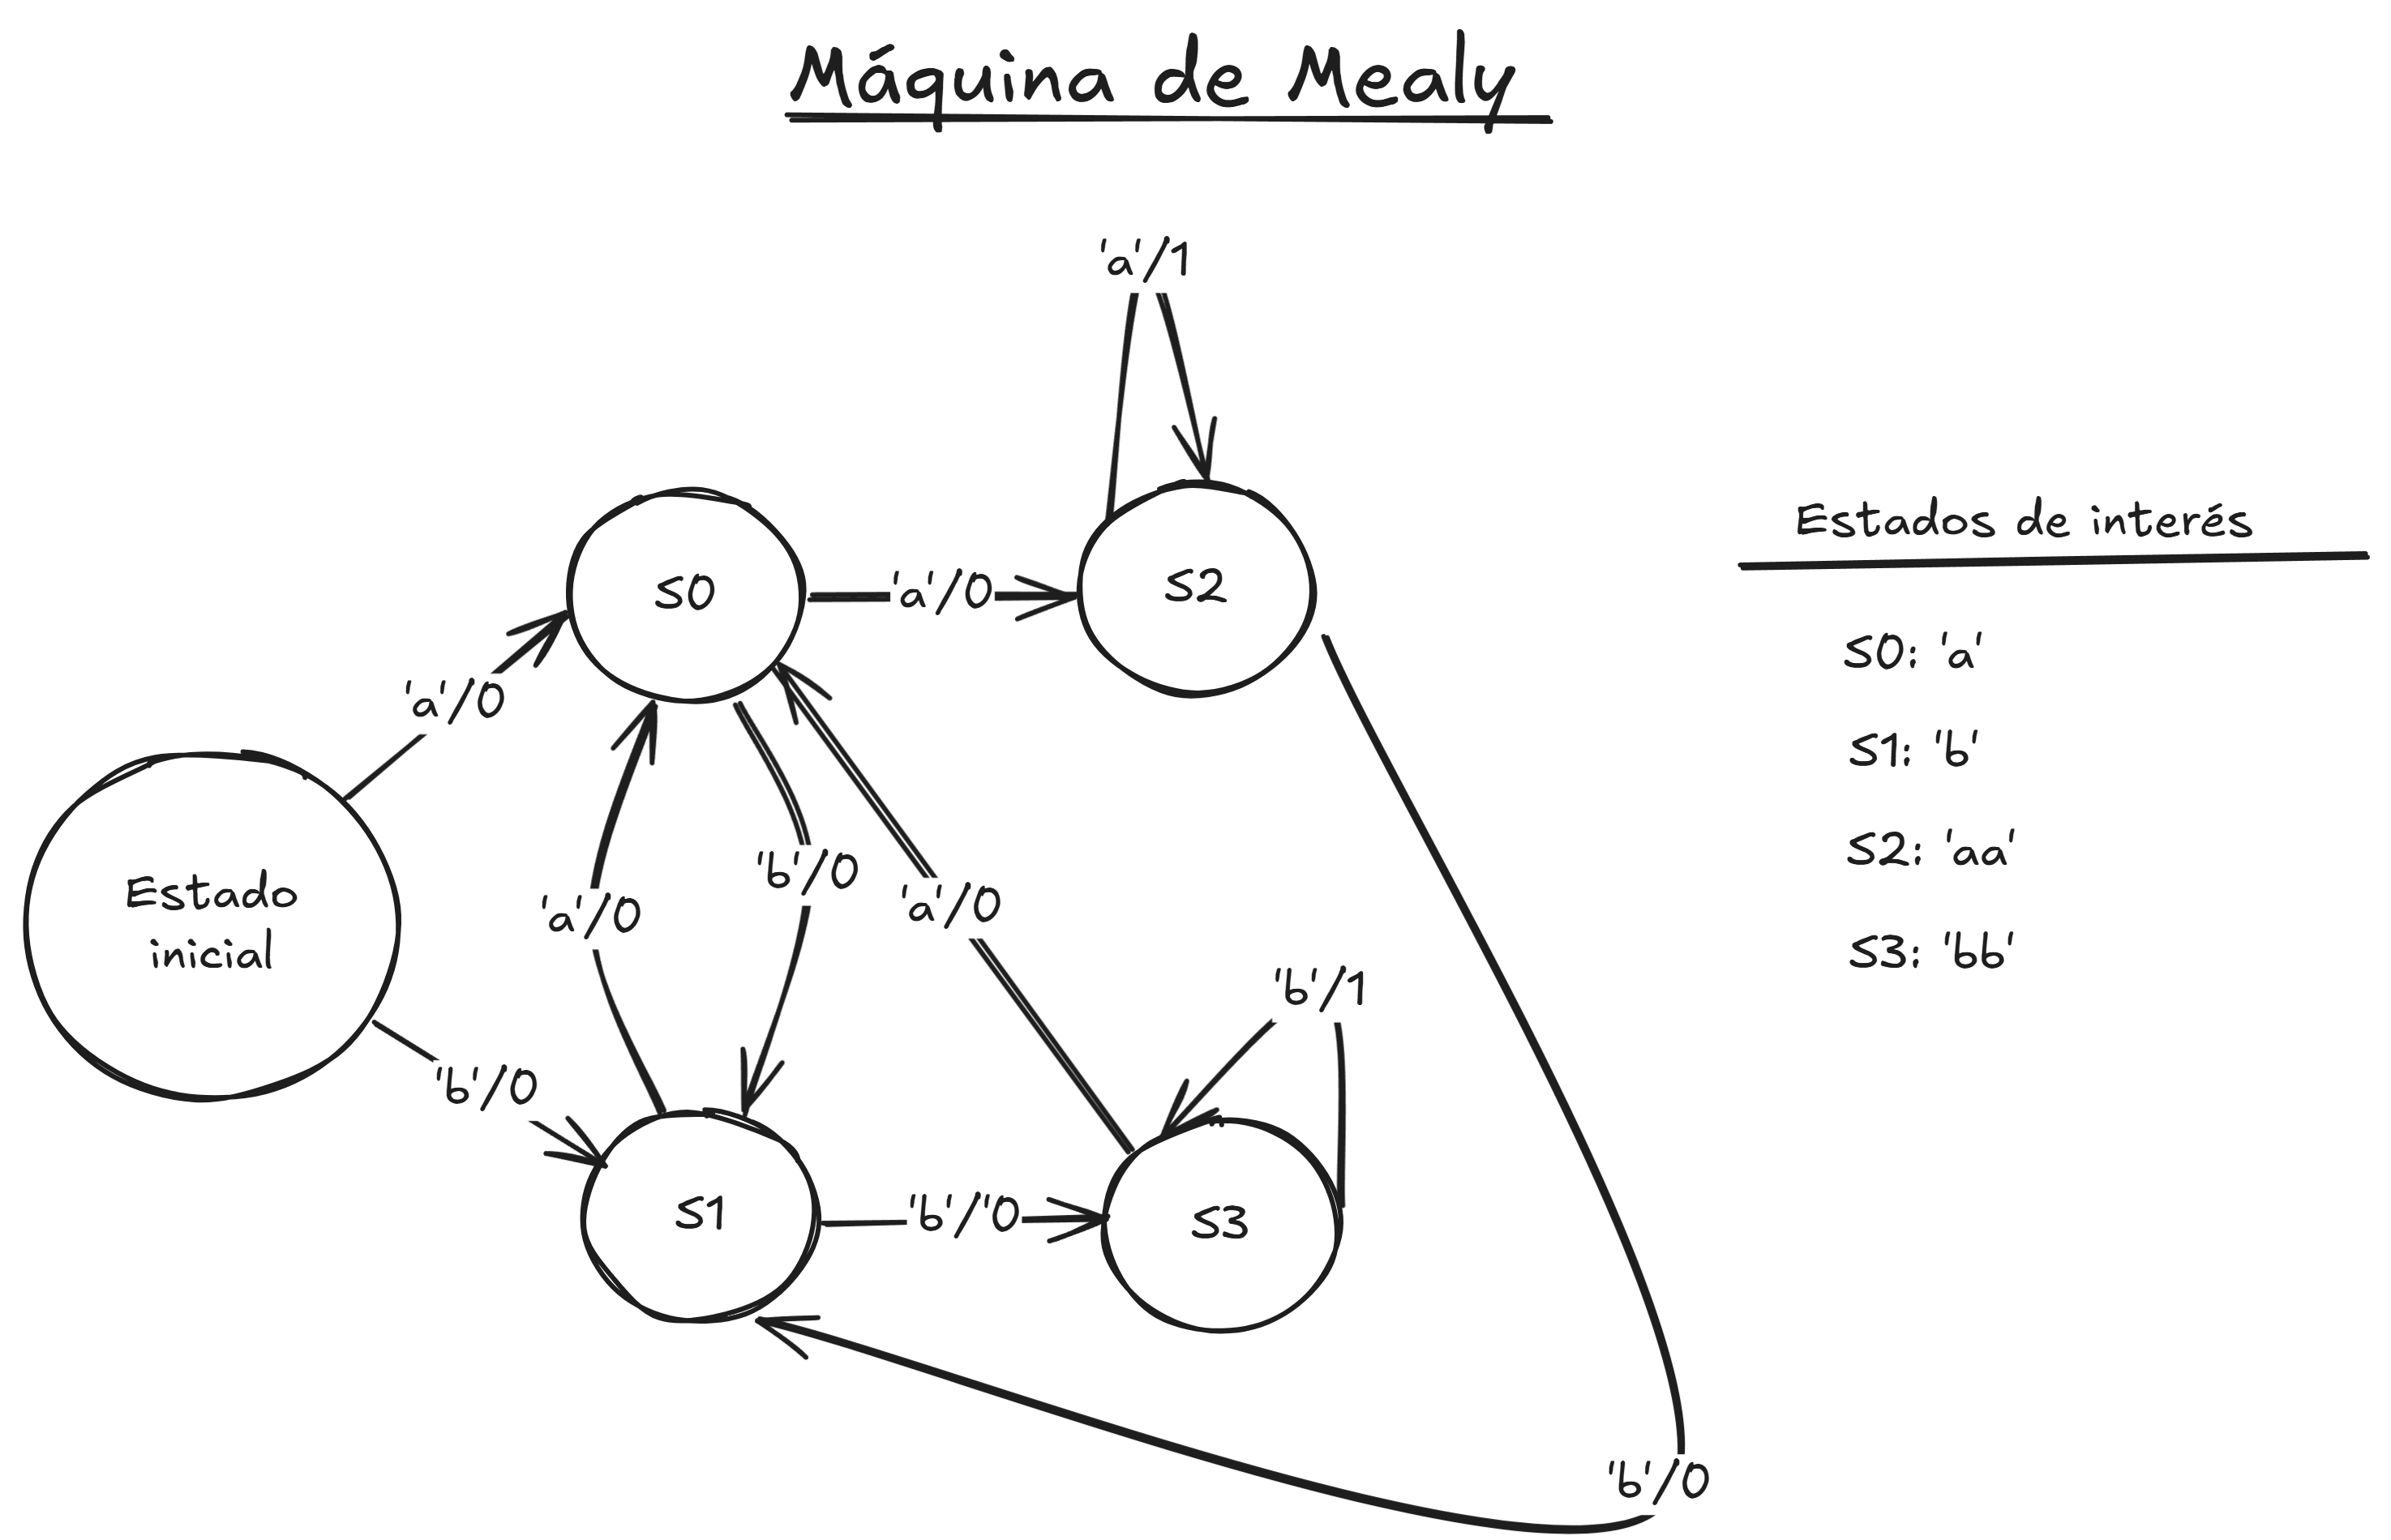 Máquina de Mealy
'a'/1
Estados de interés
S0
'a'/0
S2
S0: 'a'
'a'/0
S1: 'b'
S2: 'aa'
Estado
inicial
'a'/0
'b'/0
'a'/0
S3: 'bb'
'b'/1
'b'/0
S1
'b'/'0
S3
'b'/0